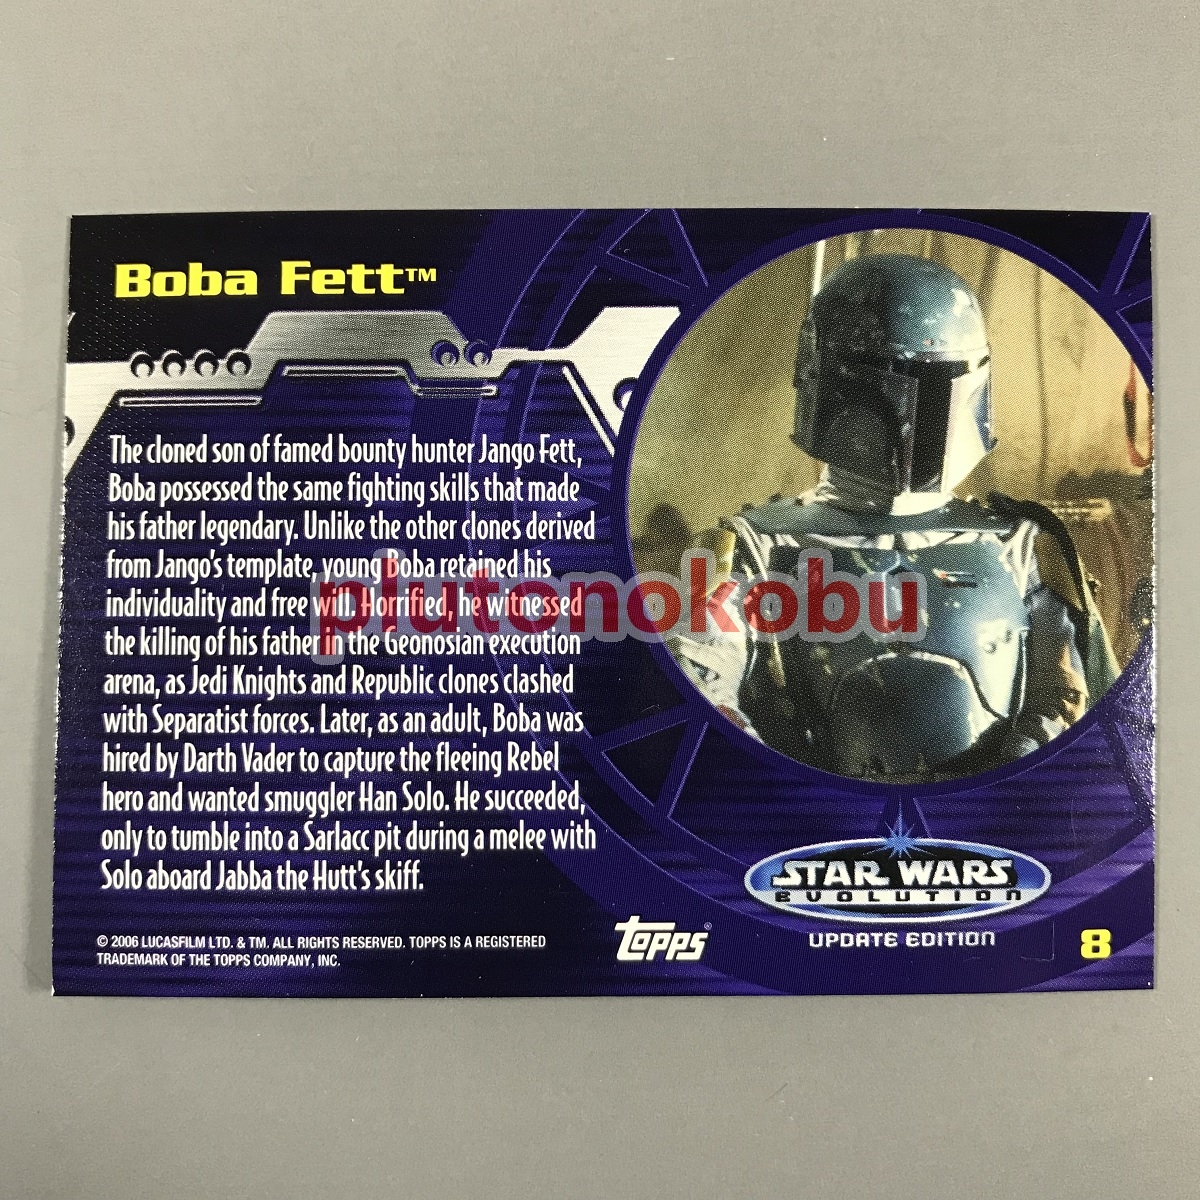 Boba Fett™
The cloned son of famed bounty hunter Jango Fett,
Boba possessed the same fighting skills that made
his father legendary. Unlike the other clones derived
from Jango's template, young Boba retained his
individuality and free will. Horrified, he witnessed
the killing of his father in the Geonosian execution
arena, as Jedi Knights and Republic clones clashed
with Separatist forces. Later, as an adult, Boba was
hired by Darth Vader to capture the fleeing Rebel
hero and wanted smuggler Han Solo. He succeeded,
only to tumble into a Sarlacc pit during a melee with
Solo aboard Jabba the Hutt's skiff.
plutonokobu
© 2006 LUCASFILM LTD. & TM. ALL RIGHTS RESERVED. TOPPS IS A REGISTERED
TRADEMARK OF THE TOPPS COMPANY, INC.
Topps®
STAR WARS
EVOLUTION
UPDATE EDITION
8